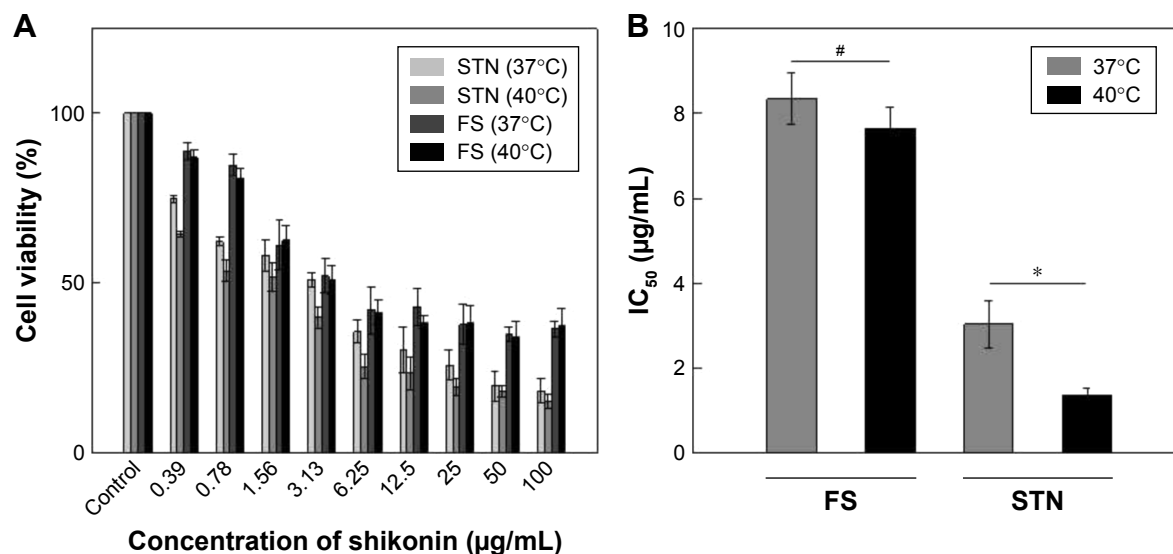 A
Cell viability (%)
100
50
0
STN (37°C)
STN (40°C)
FS (37°C)
FS (40°C)
Control
0.39
0.78
1.56
3.13
6.25
12.5
25
50
100
Concentration of shikonin (µg/mL)
B
IC50 (µg/mL)
10
8
6
4
2
0
#
*
37°C
40°C
FS
STN